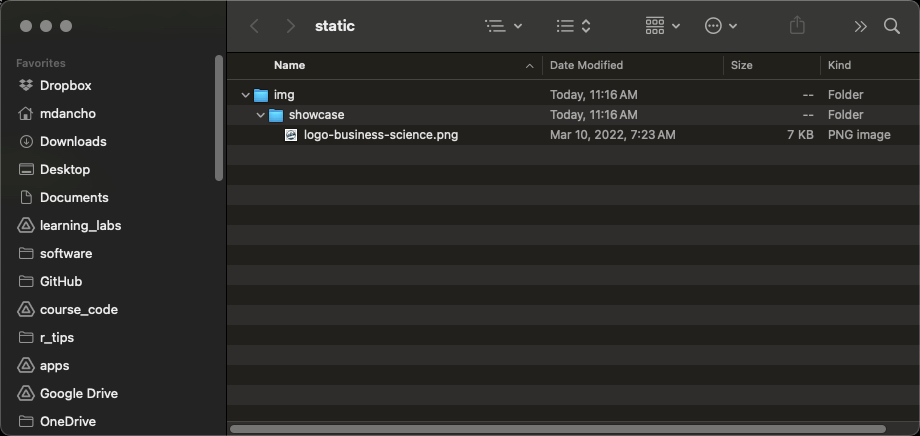 static
Favorites
Dropbox
mdancho
Downloads
Desktop
Documents
learning_labs
software
GitHub
course_code
r_tips
apps
Google Drive
OneDrive
Name Date Modified Size Kind
img Today, 11:16 AM -- Folder
showcase Today, 11:16 AM -- Folder
logo-business-science.png Mar 10, 2022, 7:23 AM 7 KB PNG image